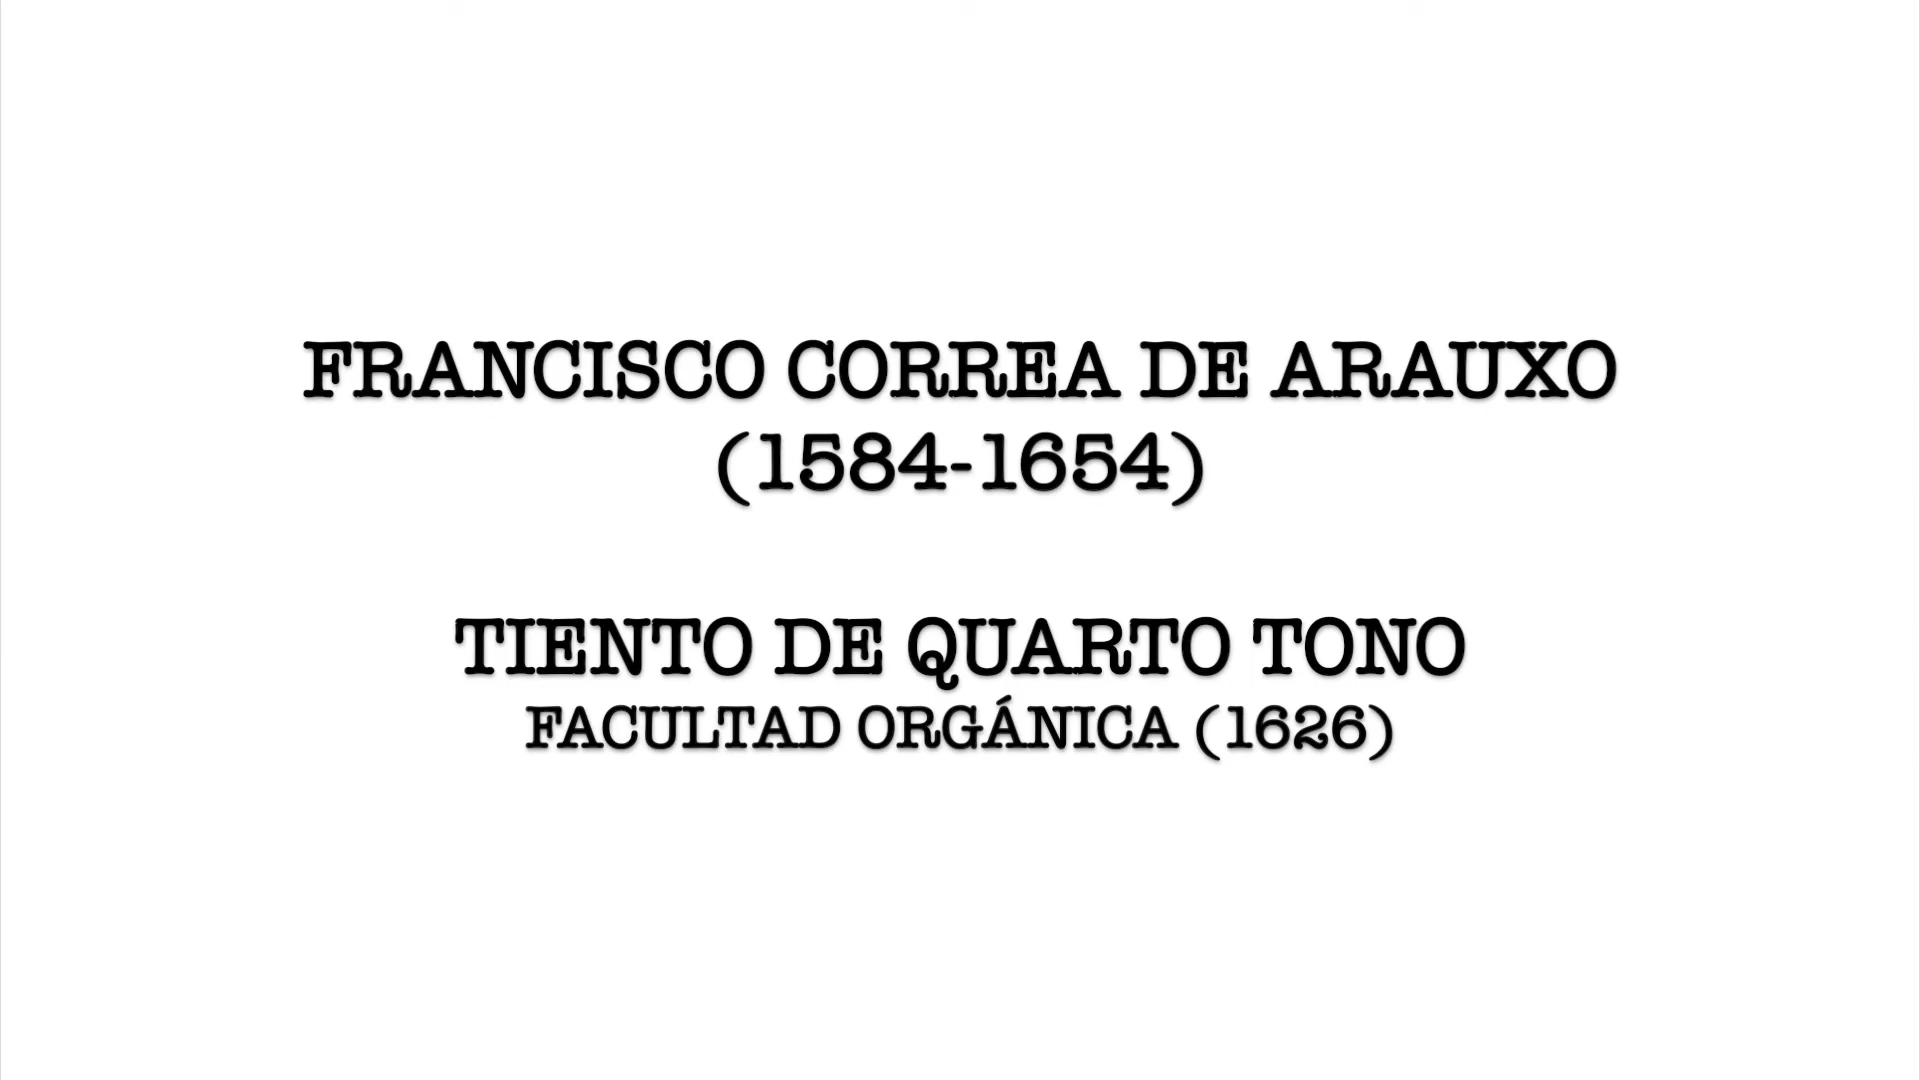 FRANCISCO CORREA DE ARAUXO
(1584-1654)
TIENTO DE QUARTO TONO
FACULTAD ORGÁNICA (1626)